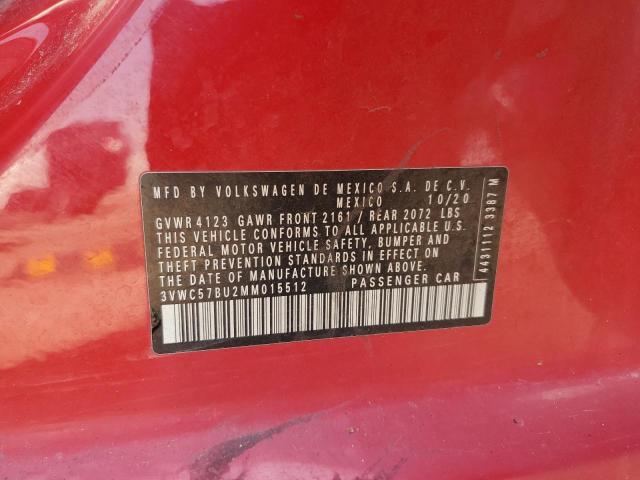 MFD BY VOLKSWAGEN DE MEXICO S.A. DE C.V.
MEXICO 10/20
GVWR 4123 GAWR FRONT 2161 / REAR 2072 LBS
THIS VEHICLE CONFORMS TO ALL APPLICABLE U.S.
FEDERAL MOTOR VEHICLE SAFETY, BUMPER AND
THEFT PREVENTION STANDARDS IN EFFECT ON
THE DATE OF MANUFACTURE SHOWN ABOVE.
3VWC57BU2MM015512 PASSENGER CAR
443/1112 3387 M